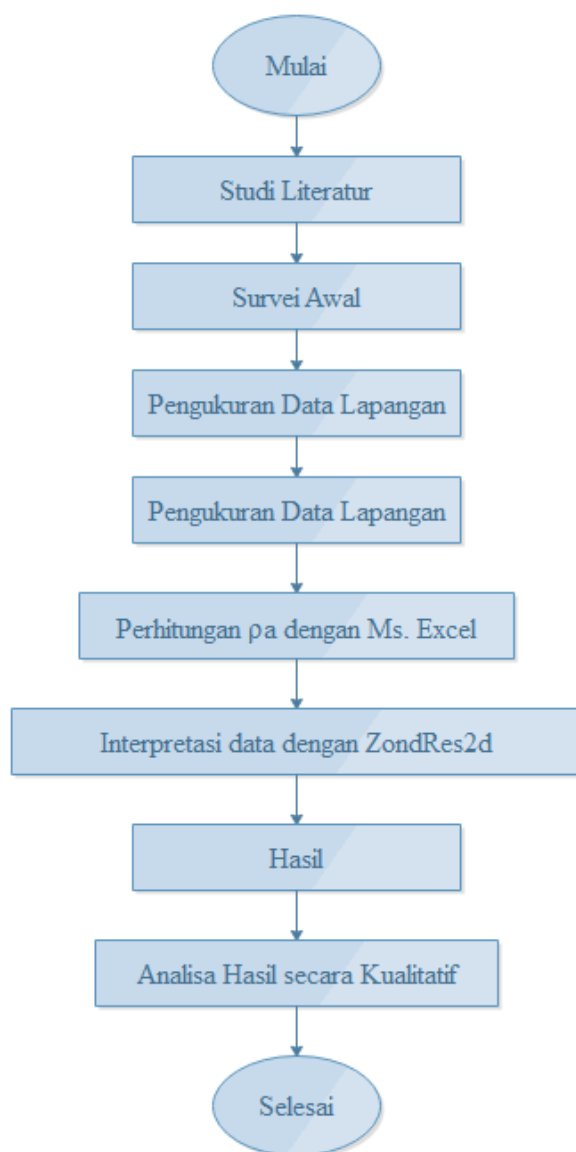 Mulai
Studi Literatur
Survei Awal
Pengukuran Data Lapangan
Pengukuran Data Lapangan
Perhitungan ρa dengan Ms. Excel
Interpretasi data dengan ZondRes2d
Hasil
Analisa Hasil secara Kualitatif
Selesai